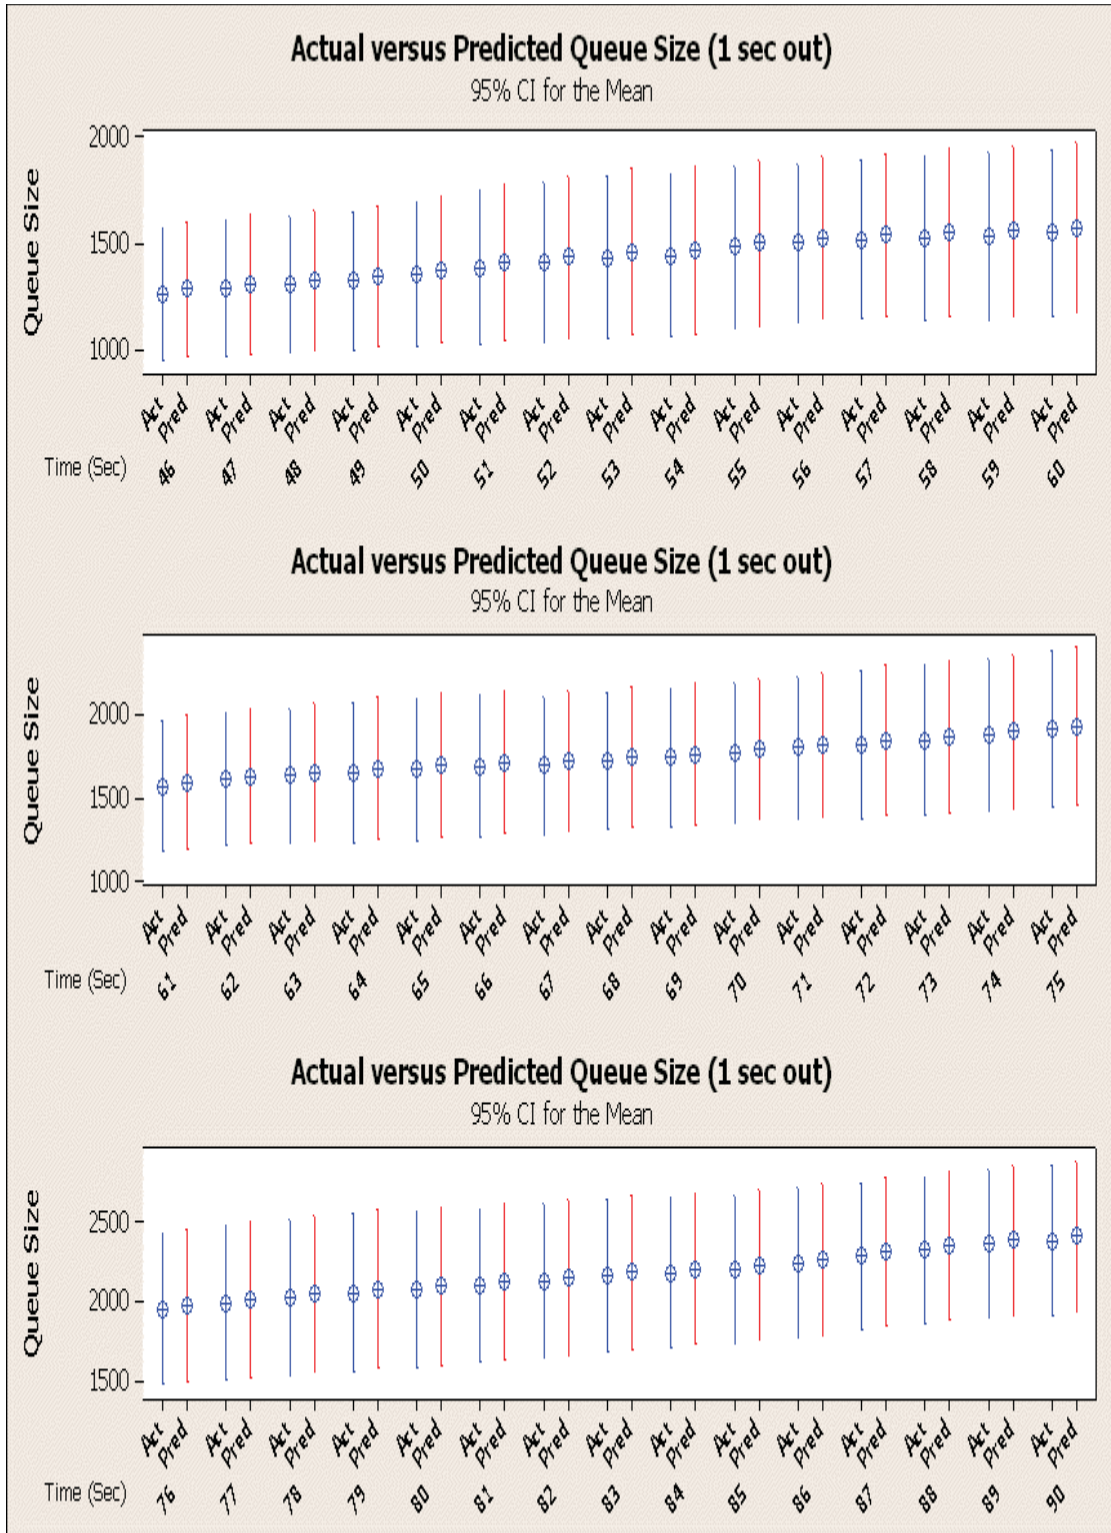 Actual versus Predicted Queue Size (1 sec out)
95% CI for the Mean
Queue Size
2000
1500
1000
Act Pred Act Pred Act Pred Act Pred Act Pred Act Pred Act Pred Act Pred Act Pred Act Pred Act Pred Act Pred Act Pred Act Pred Act Pred
Time (Sec) 46 47 48 49 50 51 52 53 54 55 56 57 58 59 60
Actual versus Predicted Queue Size (1 sec out)
95% CI for the Mean
Queue Size
2000
1500
1000
Act Pred Act Pred Act Pred Act Pred Act Pred Act Pred Act Pred Act Pred Act Pred Act Pred Act Pred Act Pred Act Pred Act Pred Act Pred
Time (Sec) 61 62 63 64 65 66 67 68 69 70 71 72 73 74 75
Actual versus Predicted Queue Size (1 sec out)
95% CI for the Mean
Queue Size
2500
2000
1500
Act Pred Act Pred Act Pred Act Pred Act Pred Act Pred Act Pred Act Pred Act Pred Act Pred Act Pred Act Pred Act Pred Act Pred Act Pred
Time (Sec) 76 77 78 79 80 81 82 83 84 85 86 87 88 89 90